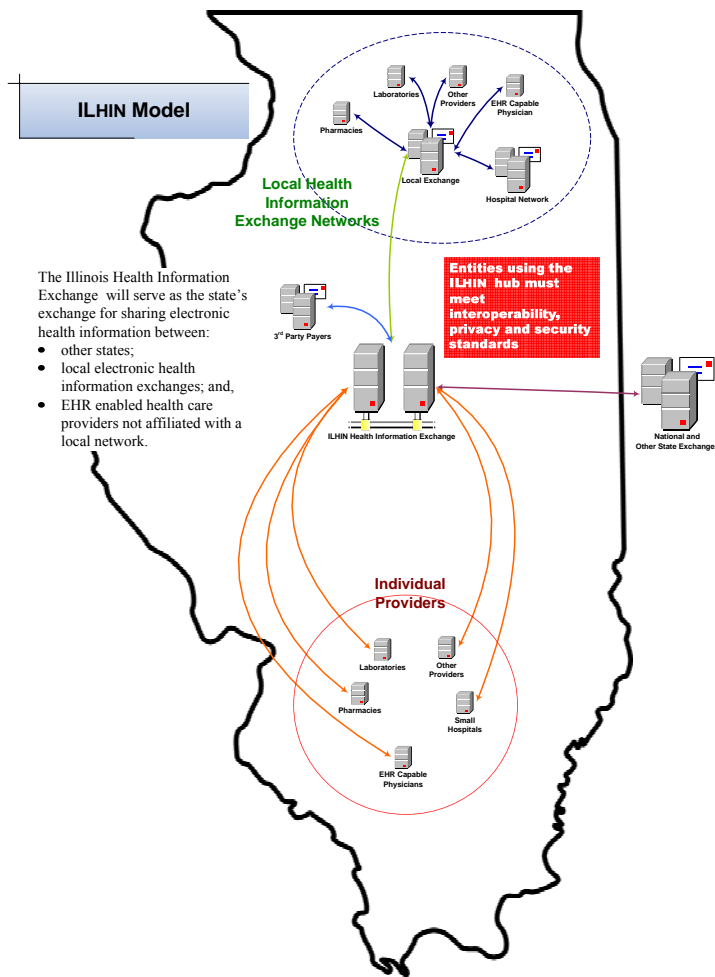 ILHIN Model
Laboratories
Other
Providers
EHR Capable
Physician
Pharmacies
Local Exchange
Hospital Network
Local Health
Information
Exchange Networks
The Illinois Health Information
Exchange will serve as the state’s
exchange for sharing electronic
health information between:
• other states;
• local electronic health
information exchanges; and,
• EHR enabled health care
providers not affiliated with a
local network.
Entities using the
ILHIN hub must
meet
interoperability,
privacy and security
standards
3rd Party Payers
ILHIN Health Information Exchange
National and
Other State Exchange
Individual
Providers
Laboratories
Other
Providers
Pharmacies
Small
Hospitals
EHR Capable
Physicians